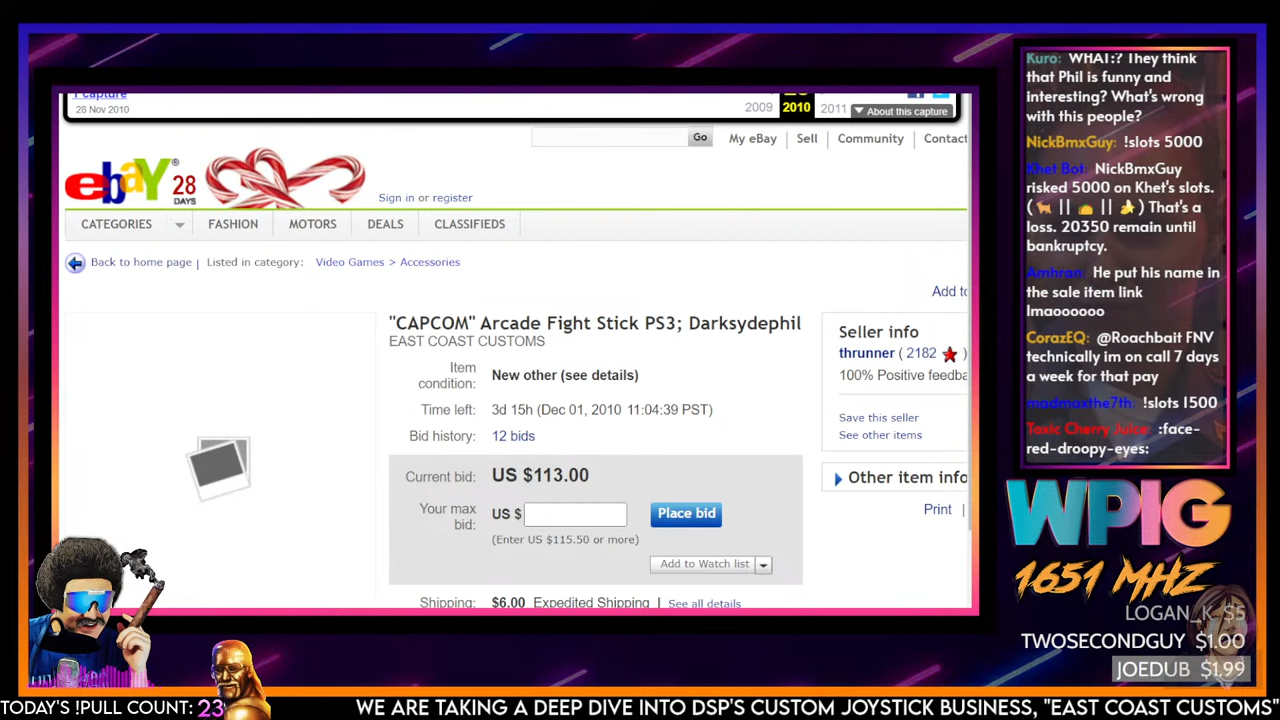 1 capture
28 Nov 2010
2009
2010
2011
About this capture
Go
My eBay
Sell
Community
Contact
ebay® 28 DAYS
Sign in or register
CATEGORIES
FASHION
MOTORS
DEALS
CLASSIFIEDS
Back to home page |
Listed in category:
Video Games > Accessories
Add to
"CAPCOM" Arcade Fight Stick PS3; Darksydephil
EAST COAST CUSTOMS
Item
condition:
New other (see details)
Time left:
3d 15h (Dec 01, 2010 11:04:39 PST)
Bid history:
12 bids
Current bid:
US $113.00
Your max
bid:
US $
Place bid
(Enter US $115.50 or more)
Add to Watch list
Shipping:
$6.00 Expedited Shipping |
See all details
Seller info
thrunner ( 2182 )
100% Positive feedba
Save this seller
See other items
Other item info
Print |
Kuro: WHAT:? They think
that Phil is funny and
interesting? What's wrong
with this people?
NickBmxGuy: !slots 5000
Khet Bot: NickBmxGuy
risked 5000 on Khet's slots.
( 🐕 || 🌮 || 🍌 ) That's a
loss. 20350 remain until
bankruptcy.
Amhran: He put his name in
the sale item link
lmaoooooo
CorazEQ: @Roachbait FNV
technically im on call 7 days
a week for that pay
madmaxthe7th: !slots 1500
Toxic Cherry Juice: :face-
red-droopy-eyes:
WPIG
1651 MHZ
LOGAN_K $5
TWOSECONDGUY $1.00
JOEDUB $1.99
TODAY'S !PULL COUNT: 23
WE ARE TAKING A DEEP DIVE INTO DSP'S CUSTOM JOYSTICK BUSINESS, "EAST COAST CUSTOMS"